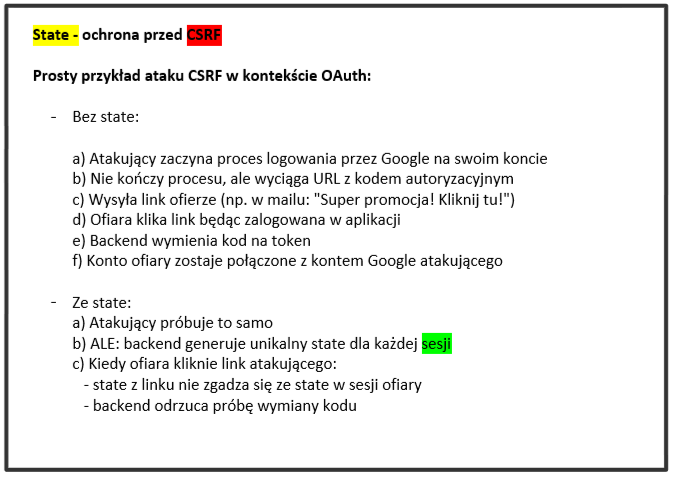 State - ochrona przed CSRF
Prosty przykład ataku CSRF w kontekście OAuth:
- Bez state:
a) Atakujący zaczyna proces logowania przez Google na swoim koncie
b) Nie kończy procesu, ale wyciąga URL z kodem autoryzacyjnym
c) Wysyła link ofierze (np. w mailu: "Super promocja! Kliknij tu!")
d) Ofiara klika link będąc zalogowana w aplikacji
e) Backend wymienia kod na token
f) Konto ofiary zostaje połączone z kontem Google atakującego
- Ze state:
a) Atakujący próbuje to samo
b) ALE: backend generuje unikalny state dla każdej sesji
c) Kiedy ofiara kliknie link atakującego:
- state z linku nie zgadza się ze state w sesji ofiary
- backend odrzuca próbę wymiany kodu